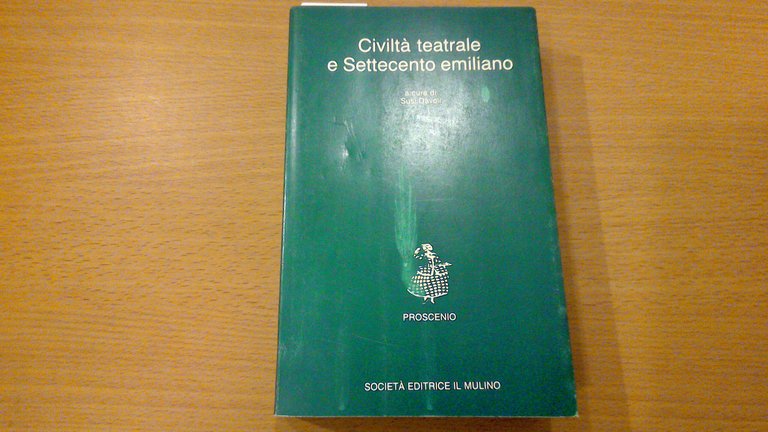 Civiltà teatrale
e Settecento emiliano
a cura di
Susi Davoli
PROSCENIO
SOCIETÀ EDITRICE IL MULINO